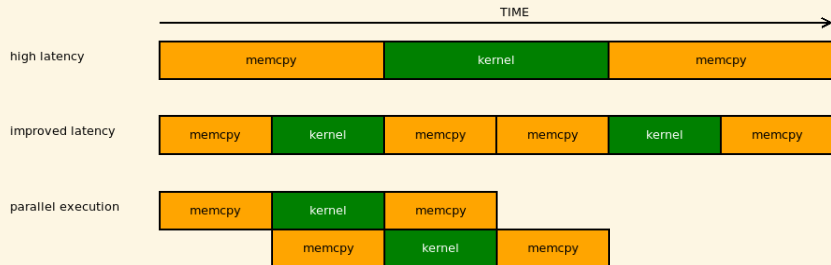 TIME
high latency memcpy kernel memcpy
improved latency memcpy kernel memcpy memcpy kernel memcpy
parallel execution memcpy kernel memcpy
memcpy kernel memcpy